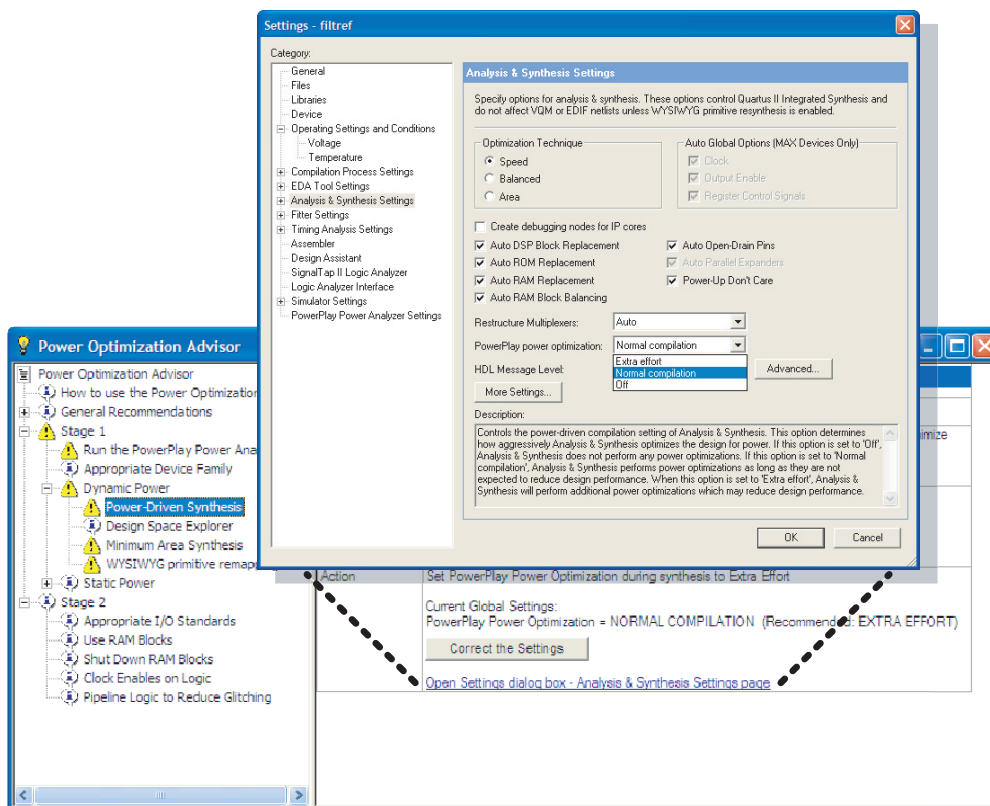 Settings - filtref
Category:
General
Files
Libraries
Device
Operating Settings and Conditions
Voltage
Temperature
Compilation Process Settings
EDA Tool Settings
Analysis & Synthesis Settings
Fitter Settings
Timing Analysis Settings
Assembler
Design Assistant
SignalTap II Logic Analyzer
Logic Analyzer Interface
Simulator Settings
PowerPlay Power Analyzer Settings
Analysis & Synthesis Settings
Specify options for analysis & synthesis. These options control Quartus II Integrated Synthesis and
do not affect VQM or EDIF netlists unless WYSIWYG primitive resynthesis is enabled.
Optimization Technique
Speed
Balanced
Area
Auto Global Options (MAX Devices Only)
Clock
Output Enable
Register Control Signals
Create debugging nodes for IP cores
Auto DSP Block Replacement
Auto ROM Replacement
Auto RAM Replacement
Auto RAM Block Balancing
Auto Open-Drain Pins
Auto Parallel Expanders
Power-Up Don't Care
Restructure Multiplexers:
Auto
PowerPlay power optimization:
Normal compilation
Extra effort
Normal compilation
Off
HDL Message Level:
Advanced...
More Settings...
Description:
Controls the power-driven compilation setting of Analysis & Synthesis. This option determines
how aggressively Analysis & Synthesis optimizes the design for power. If this option is set to 'Off',
Analysis & Synthesis does not perform any power optimizations. If this option is set to 'Normal
compilation', Analysis & Synthesis performs power optimizations as long as they are not
expected to reduce design performance. When this option is set to 'Extra effort', Analysis &
Synthesis will perform additional power optimizations which may reduce design performance.
OK
Cancel
Power Optimization Advisor
Power Optimization Advisor
How to use the Power Optimization
General Recommendations
Stage 1
Run the PowerPlay Power Ana
Appropriate Device Family
Dynamic Power
Power-Driven Synthesis
Design Space Explorer
Minimum Area Synthesis
WYSIWYG primitive remap
Static Power
Stage 2
Appropriate I/O Standards
Use RAM Blocks
Shut Down RAM Blocks
Clock Enables on Logic
Pipeline Logic to Reduce Glitching
imize
Action
Set PowerPlay Power Optimization during synthesis to Extra Effort
Current Global Settings:
PowerPlay Power Optimization = NORMAL COMPILATION (Recommended: EXTRA EFFORT)
Correct the Settings
Open Settings dialog box - Analysis & Synthesis Settings page